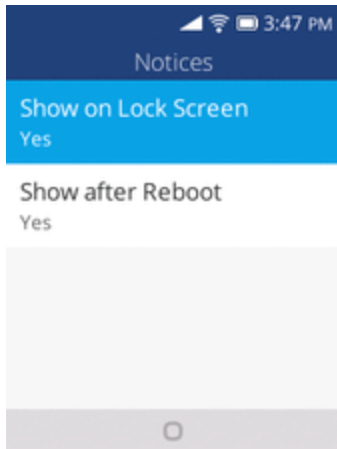 3:47 PM
Notices
Show on Lock Screen
Yes
Show after Reboot
Yes